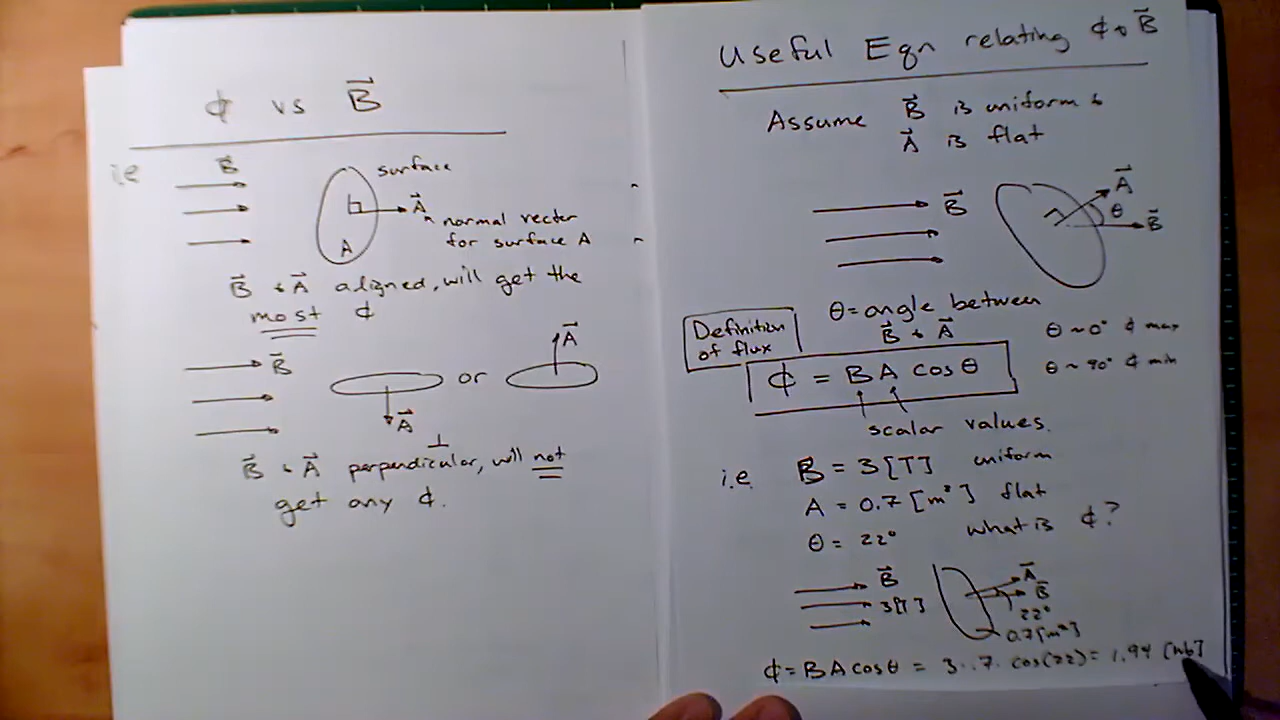 ϕ vs B⃗
i.e B⃗ surface
A⃗ normal vector
for surface A
A
B⃗ & A⃗ aligned, will get the
most ϕ
B⃗ or A⃗
A⃗
⊥
B⃗ & A⃗ perpendicular, will not
get any ϕ.
Useful Eqn relating ϕ & B⃗
Assume B⃗ is uniform &
A⃗ is flat
B⃗ A⃗ θ B⃗
θ = angle between
B⃗ & A⃗
Definition
of flux
θ ~ 0° ϕ max
θ ~ 90° ϕ min
ϕ = B A cos θ
scalar values.
i.e B = 3 [T] uniform
A = 0.7 [m²] flat
θ = 22° what is ϕ?
B⃗ A⃗
3[T] B⃗
22°
0.7[m²]
ϕ = B A cos θ = 3 · .7 · cos(22) = 1.94 [Wb]